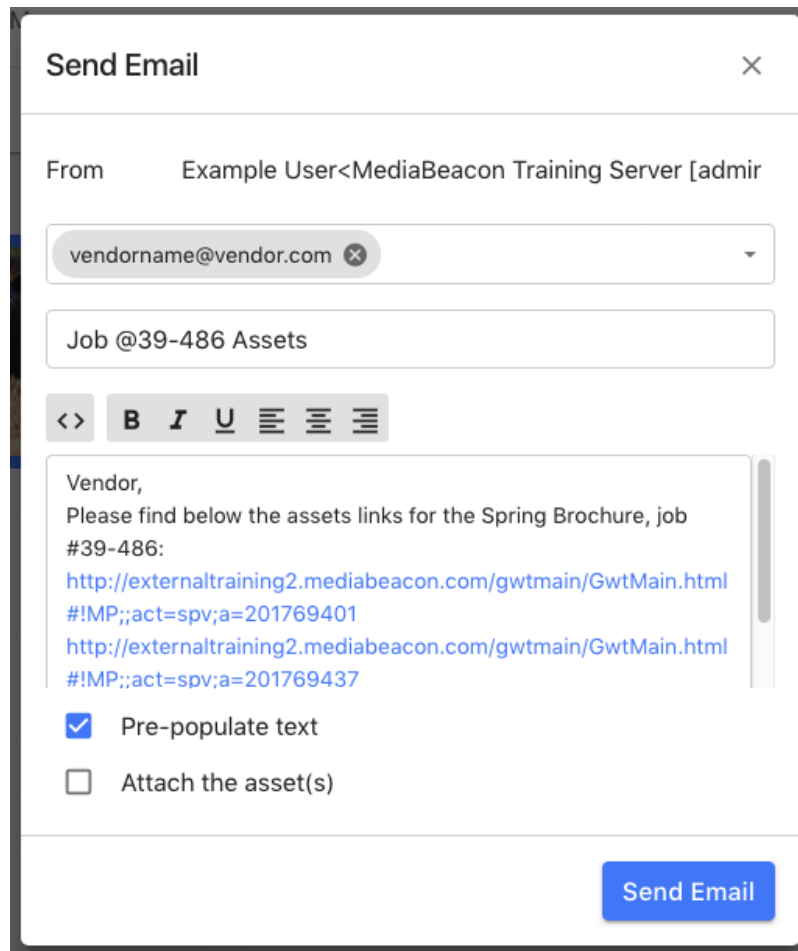 Send Email
From Example User<MediaBeacon Training Server [admir
vendorname@vendor.com
Job @39-486 Assets
<> B I U
Vendor,
Please find below the assets links for the Spring Brochure, job
#39-486:
http://externaltraining2.mediabeacon.com/gwtmain/GwtMain.html
#!MP;;act=spv;a=201769401
http://externaltraining2.mediabeacon.com/gwtmain/GwtMain.html
#!MP;;act=spv;a=201769437
Pre-populate text
Attach the asset(s)
Send Email